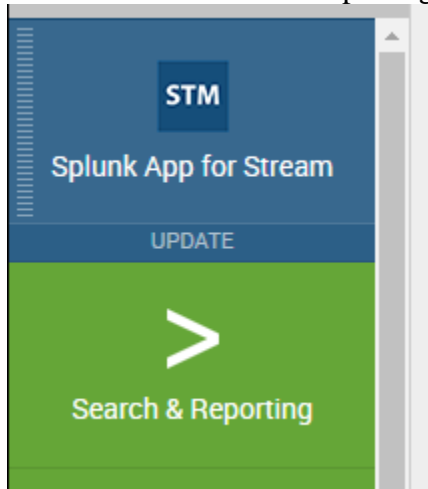 STM
Splunk App for Stream
UPDATE
>
Search & Reporting